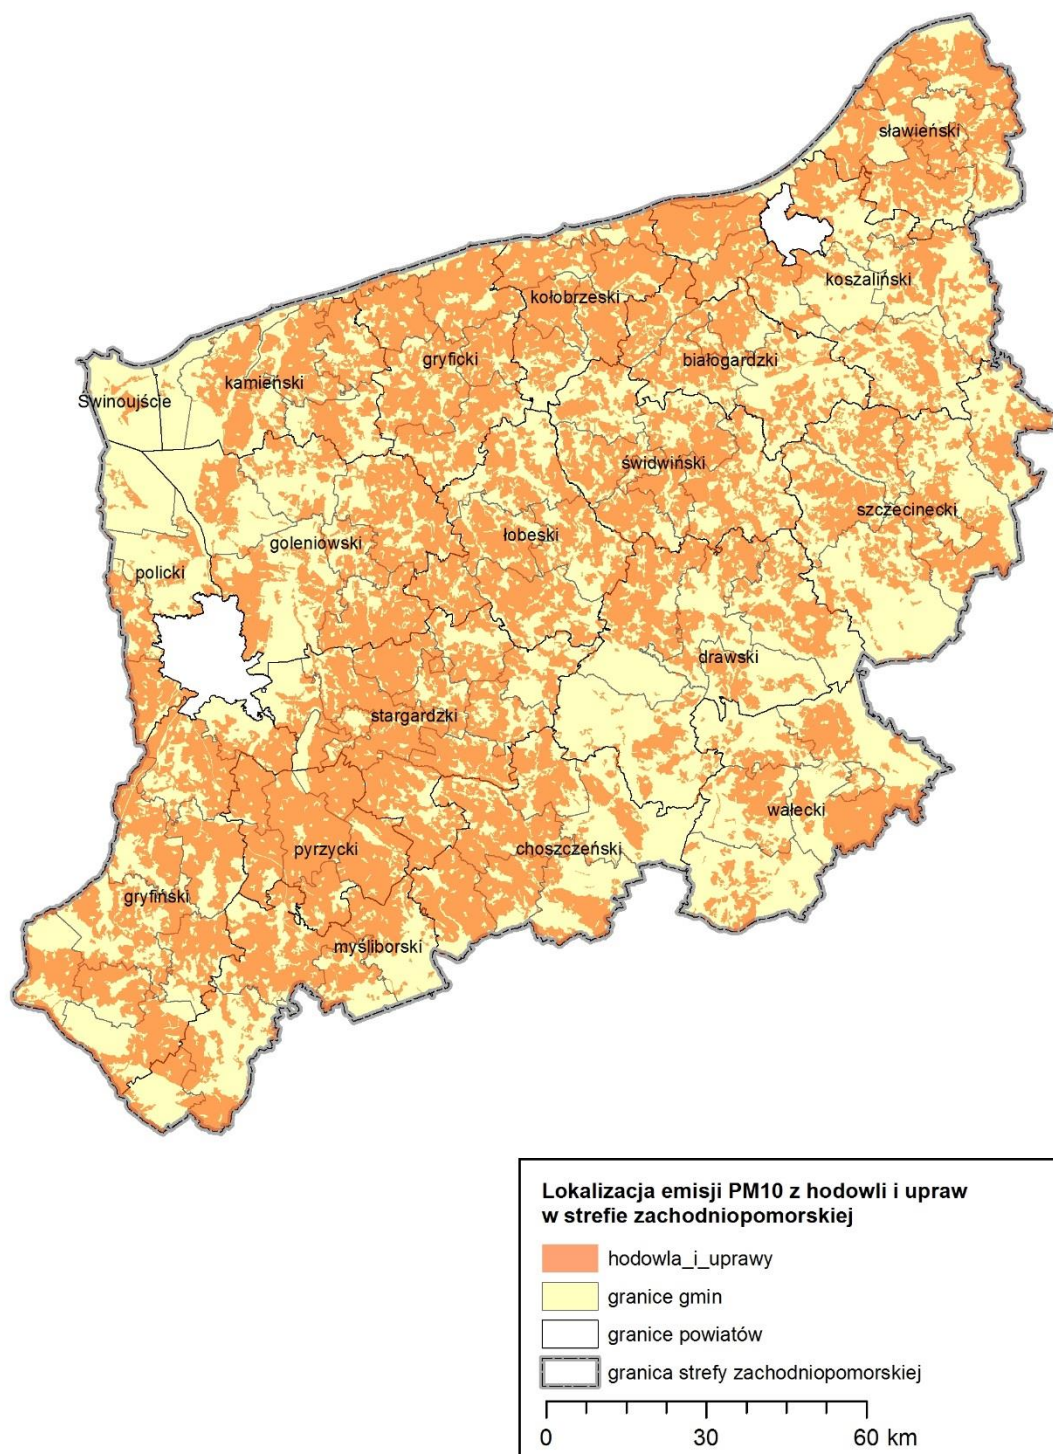 sławieński
koszaliński
kołobrzeski
białogardzki
gryficki
kamieński
Świnoujście
świdwiński
szczecinecki
łobeski
goleniowski
policki
drawski
stargardzki
wałecki
pyrzycki
choszczeński
gryfiński
myśliborski
Lokalizacja emisji PM10 z hodowli i upraw
w strefie zachodniopomorskiej
hodowla_i_uprawy
granice gmin
granice powiatów
granica strefy zachodniopomorskiej
0 30 60 km